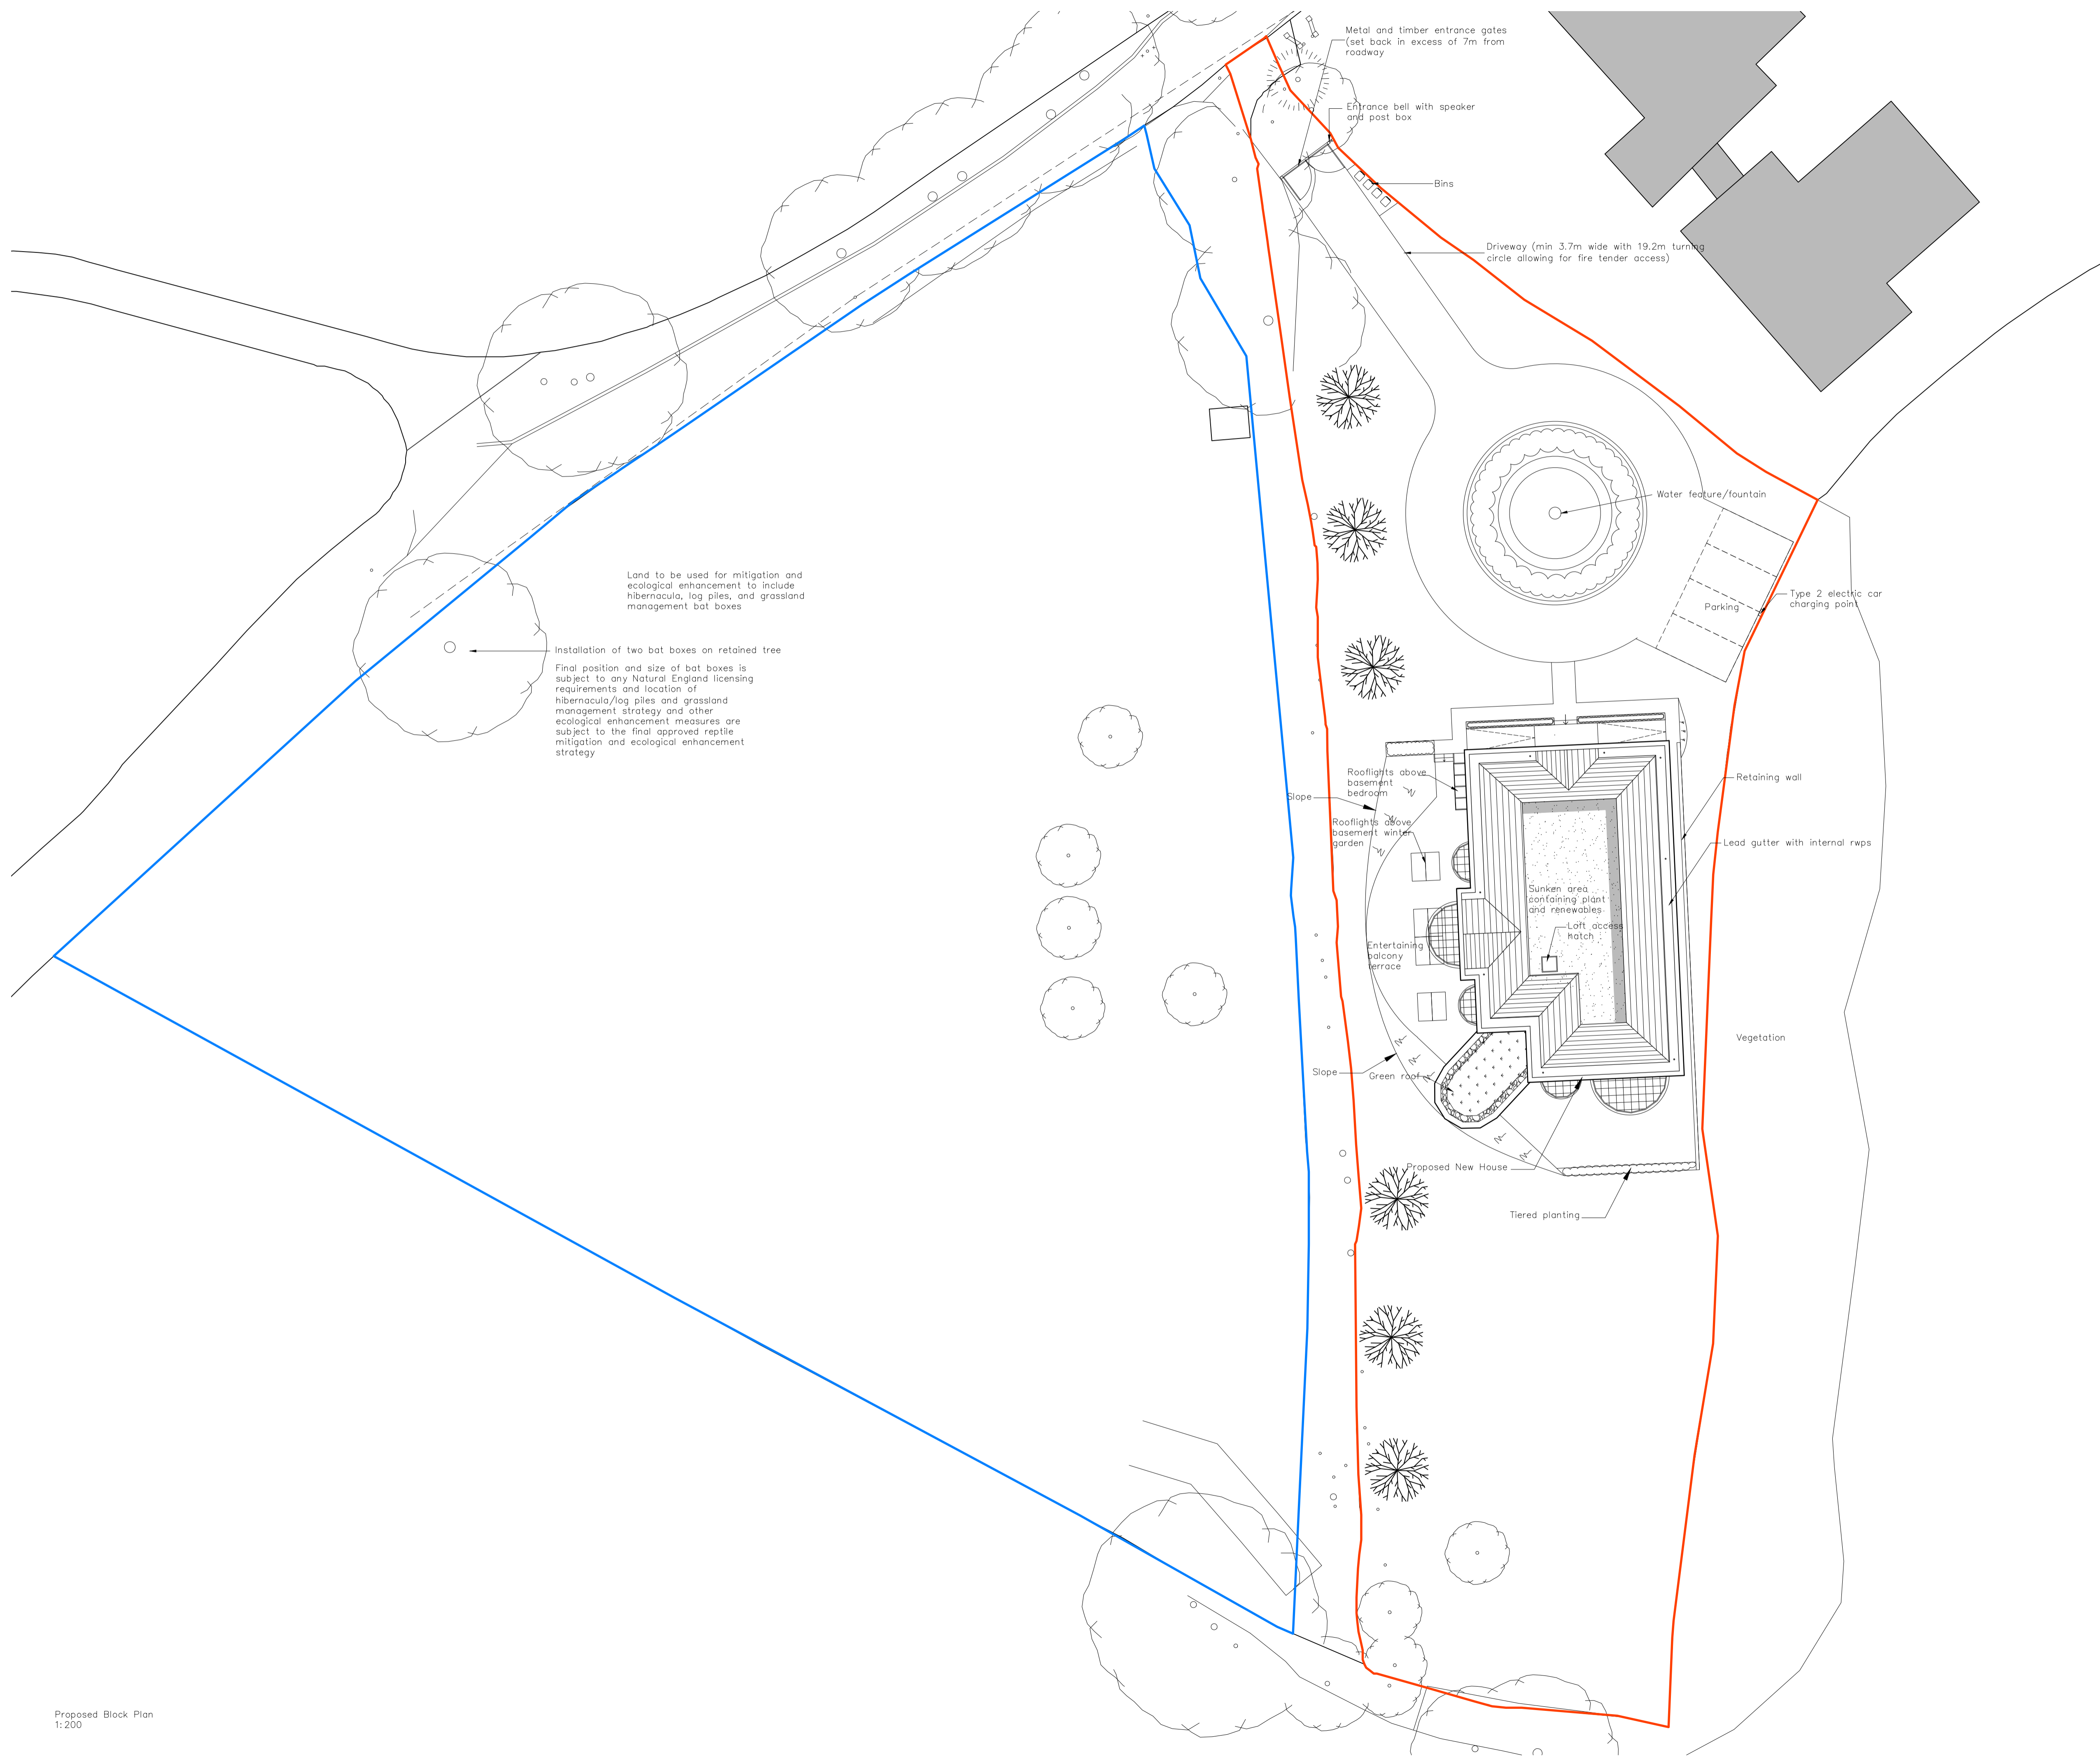 Metal and timber entrance gates
(set back in excess of 7m from
roadway
Entrance bell with speaker
and post box
Bins
Driveway (min 3.7m wide with 19.2m turning
circle allowing for fire tender access)
Water feature/fountain
Parking
Type 2 electric car
charging point
Land to be used for mitigation and
ecological enhancement to include
hibernacula, log piles, and grassland
management bat boxes
Installation of two bat boxes on retained tree
Final position and size of bat boxes is
subject to any Natural England licensing
requirements and location of
hibernacula/log piles and grassland
management strategy and other
ecological enhancement measures are
subject to the final approved reptile
mitigation and ecological enhancement
strategy
Rooflights above
basement
bedroom
Slope
Rooflights above
basement winter
garden
Retaining wall
Lead gutter with internal rwps
Sunken area
containing plant
and renewables
Loft access
hatch
Entertaining
balcony
terrace
Vegetation
Slope
Green roof
Proposed New House
Tiered planting
Proposed Block Plan
1:200